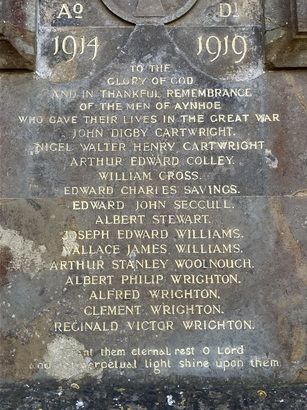 Aº Dⁱ
1914 1919
TO THE
GLORY OF GOD
AND IN THANKFUL REMEMBRANCE
OF THE MEN OF AYNHOE
WHO GAVE THEIR LIVES IN THE GREAT WAR
JOHN DIGBY CARTWRIGHT.
NIGEL WALTER HENRY CARTWRIGHT
ARTHUR EDWARD COLLEY.
WILLIAM CROSS.
EDWARD CHARLES SAVINGS.
EDWARD JOHN SECCULL.
ALBERT STEWART.
JOSEPH EDWARD WILLIAMS.
WALLACE JAMES WILLIAMS.
ARTHUR STANLEY WOOLNOUGH.
ALBERT PHILIP WRIGHTON.
ALFRED WRIGHTON.
CLEMENT WRIGHTON.
REGINALD VICTOR WRIGHTON.
them eternal rest O Lord
and perpetual light shine upon them